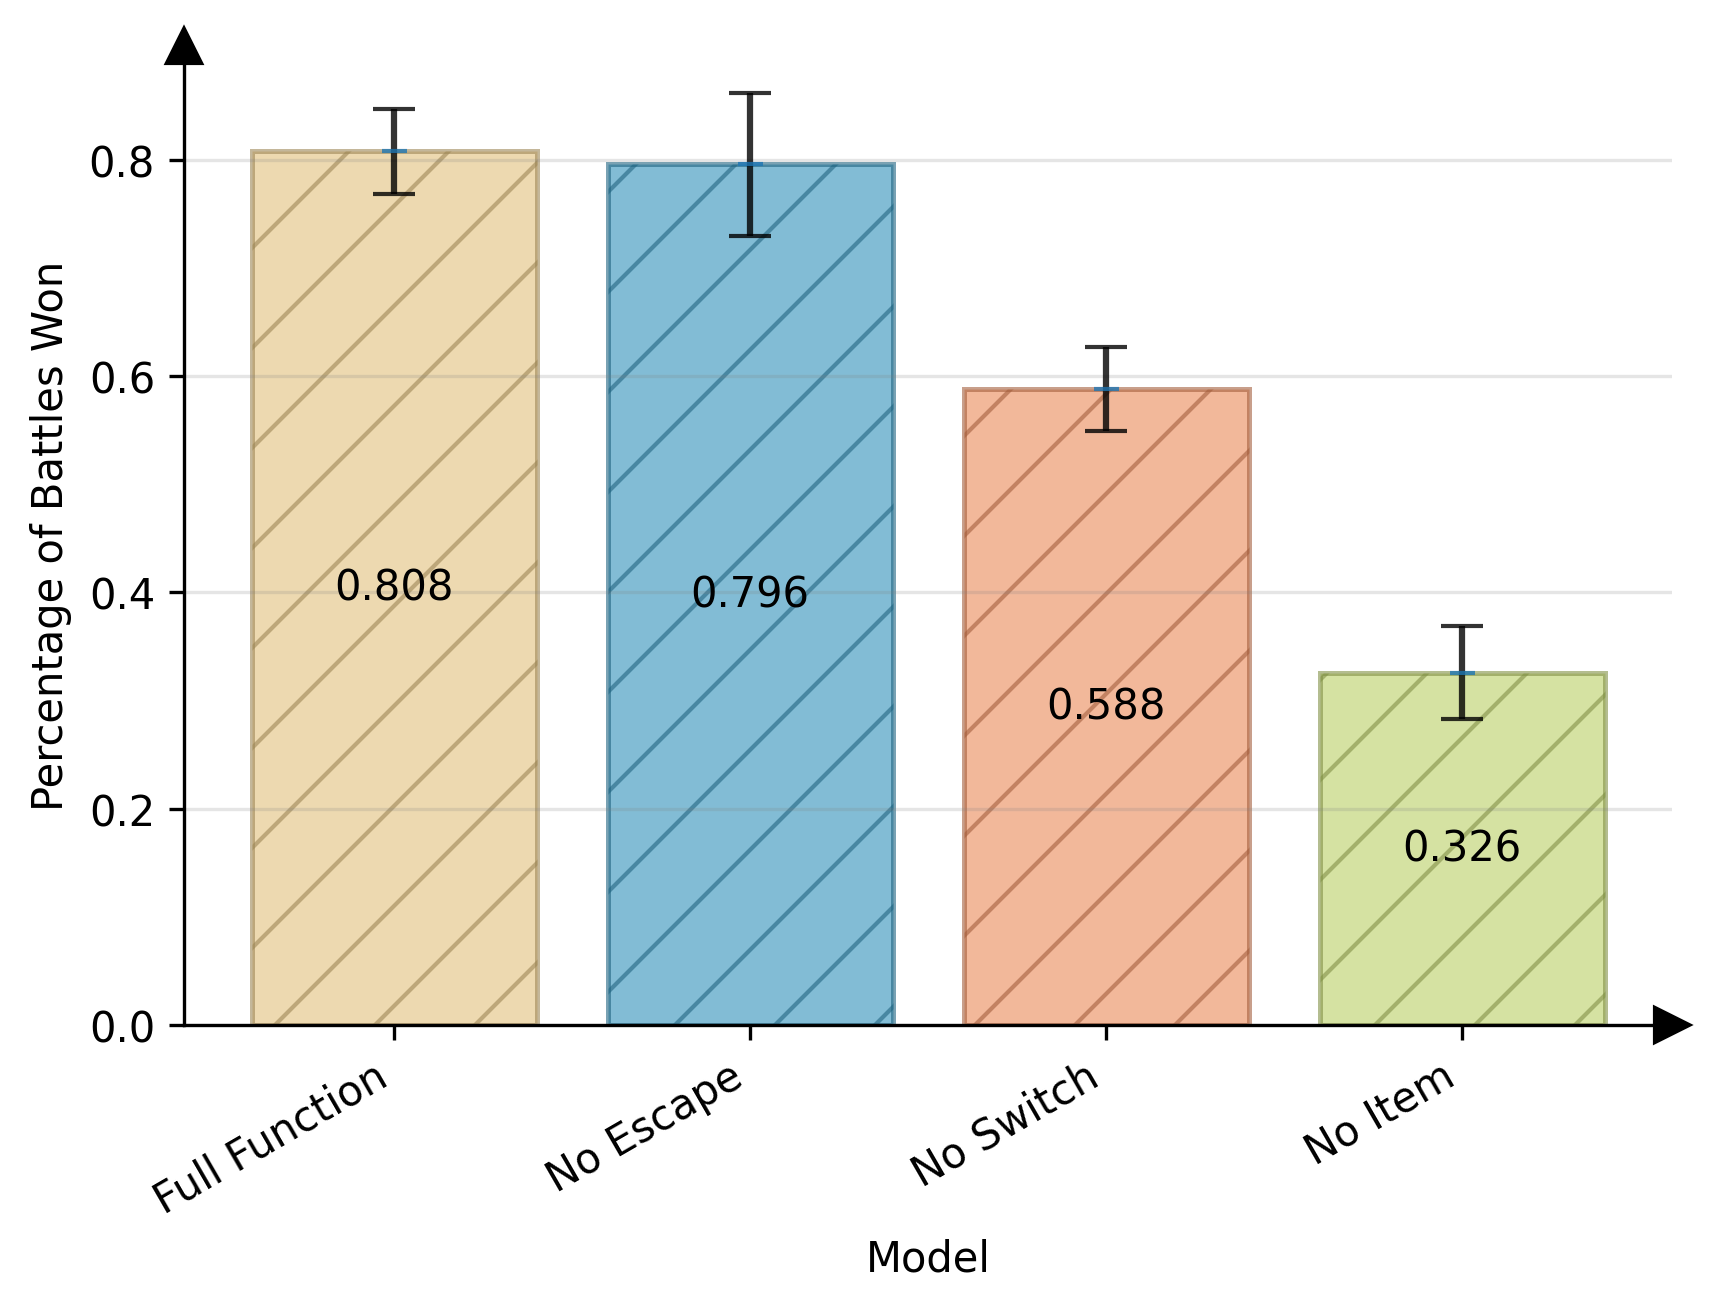 Percentage of Battles Won
0.8
0.6
0.4
0.2
0.0
0.808
0.796
0.588
0.326
Full Function
No Escape
No Switch
No Item
Model